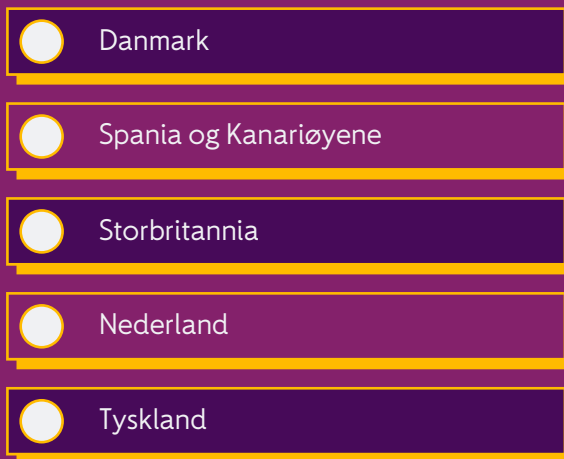 Danmark
Spania og Kanariøyene
Storbritannia
Nederland
Tyskland